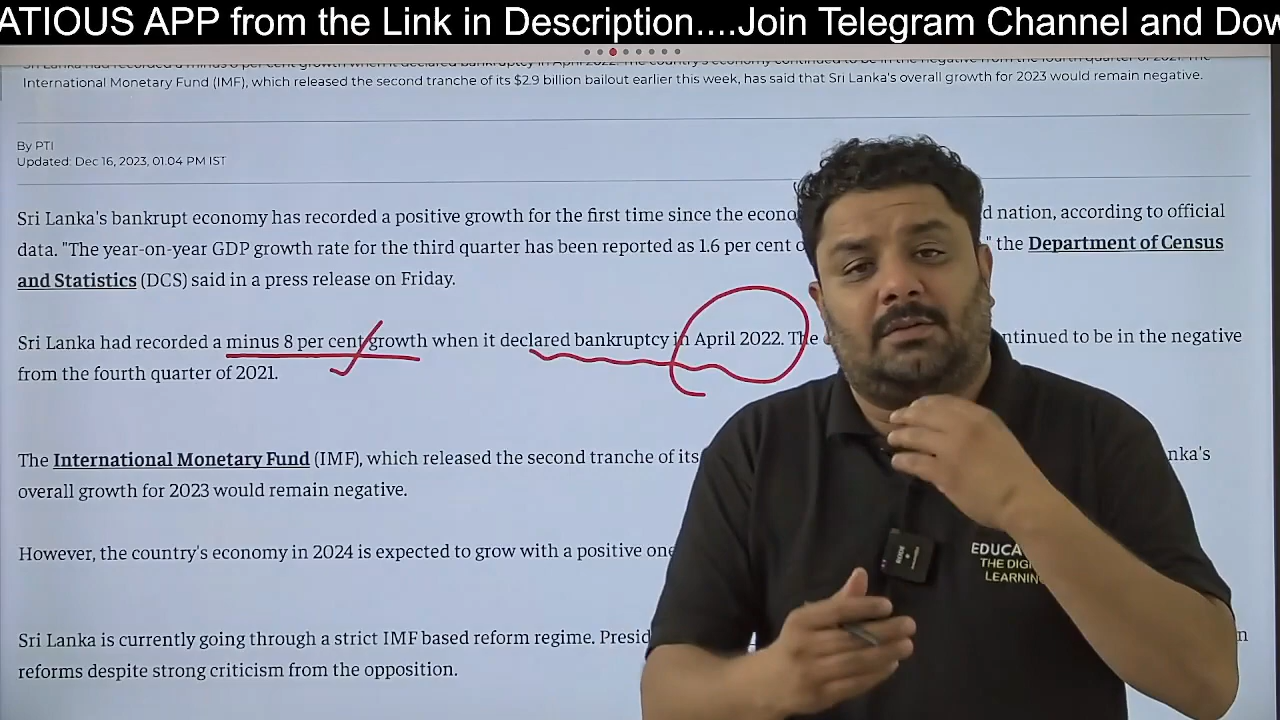 ATIOUS APP from the Link in Description....Join Telegram Channel and Dow
International Monetary Fund (IMF), which released the second tranche of its $2.9 billion bailout earlier this week, has said that Sri Lanka's overall growth for 2023 would remain negative.
By PTI
Updated: Dec 16, 2023, 01.04 PM IST
Sri Lanka's bankrupt economy has recorded a positive growth for the first time since the econo d nation, according to official
data. "The year-on-year GDP growth rate for the third quarter has been reported as 1.6 per cent o " the Department of Census
and Statistics (DCS) said in a press release on Friday.
Sri Lanka had recorded a minus 8 per cent growth when it declared bankruptcy in April 2022. The ntinued to be in the negative
from the fourth quarter of 2021.
The International Monetary Fund (IMF), which released the second tranche of its nka's
overall growth for 2023 would remain negative.
However, the country's economy in 2024 is expected to grow with a positive one
Sri Lanka is currently going through a strict IMF based reform regime. Presid n
reforms despite strong criticism from the opposition.
EDUCA
THE DIGI
LEARNIN